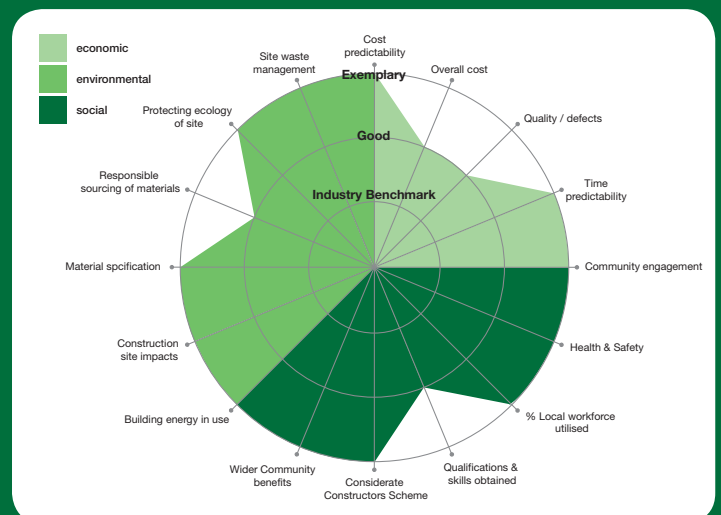 economic
environmental
social
Cost
predictability
Overall cost
Quality / defects
Time
predictability
Community engagement
Health & Safety
% Local workforce
utilised
Qualifications &
skills obtained
Considerate
Constructors Scheme
Wider Community
benefits
Building energy in use
Construction
site impacts
Material spcification
Responsible
sourcing of materials
Protecting ecology
of site
Site waste
management
Exemplary
Good
Industry Benchmark